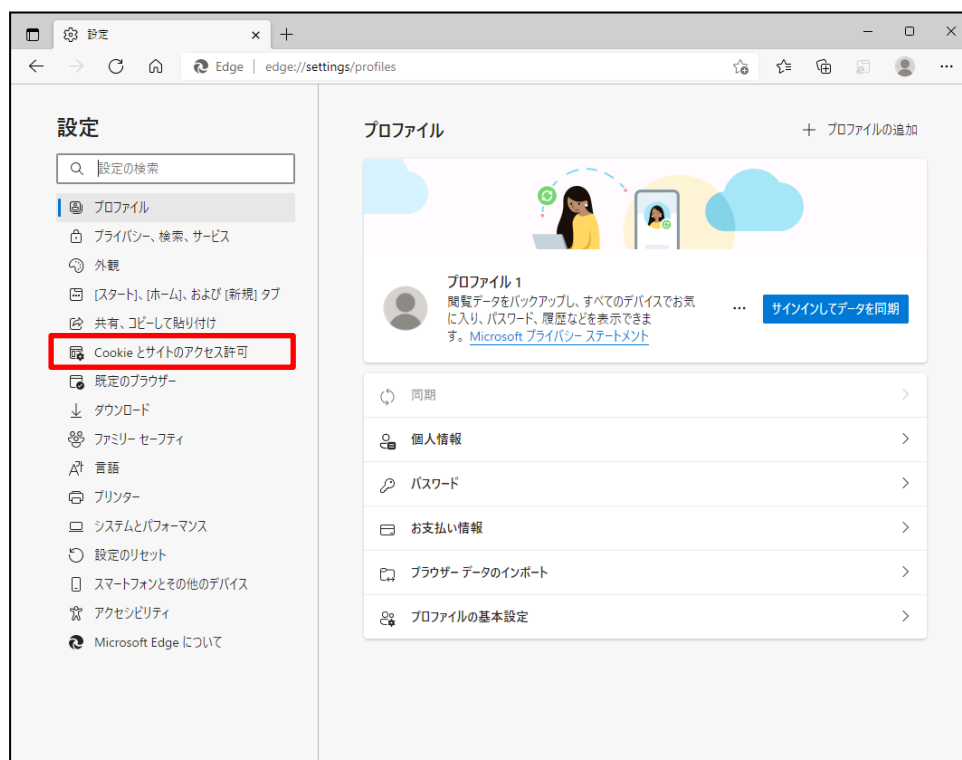 設定
Edge
edge://settings/profiles
設定
設定の検索
プロファイル
プライバシー、検索、サービス
外観
[スタート]、[ホーム]、および [新規] タブ
共有、コピーして貼り付け
Cookie とサイトのアクセス許可
既定のブラウザー
ダウンロード
ファミリー セーフティ
言語
プリンター
システムとパフォーマンス
設定のリセット
スマートフォンとその他のデバイス
アクセシビリティ
Microsoft Edge について
プロファイル
プロファイルの追加
プロファイル 1
閲覧データをバックアップし、すべてのデバイスでお気
に入り、パスワード、履歴などを表示できま
す。Microsoft プライバシー ステートメント
サインインしてデータを同期
同期
個人情報
パスワード
お支払い情報
ブラウザー データのインポート
プロファイルの基本設定